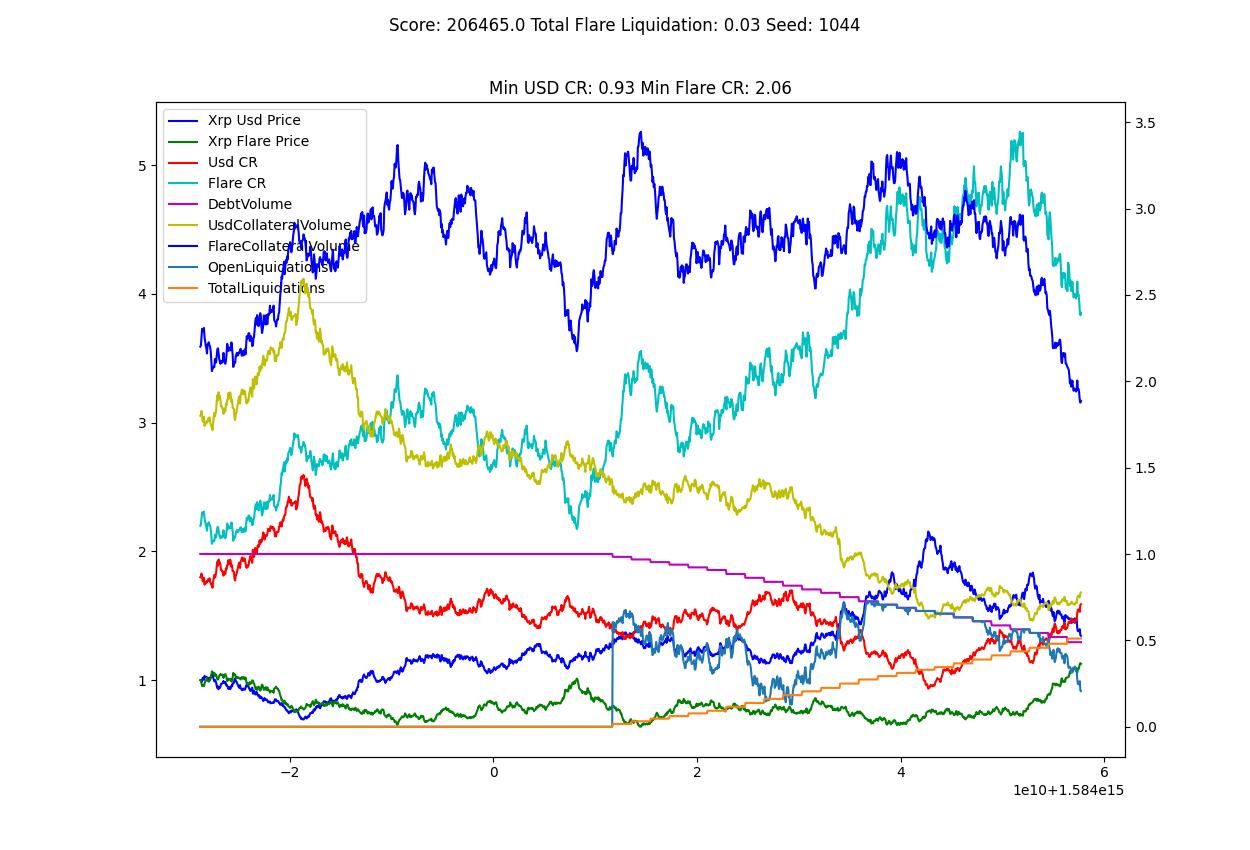 Score: 206465.0 Total Flare Liquidation: 0.03 Seed: 1044
Min USD CR: 0.93 Min Flare CR: 2.06
Xrp Usd Price
Xrp Flare Price
Usd CR
Flare CR
DebtVolume
UsdCollateralVolume
FlareCollateralVolume
OpenLiquidations
TotalLiquidations
5
4
3
2
1
3.5
3.0
2.5
2.0
1.5
1.0
0.5
0.0
−2
0
2
4
6
1e10+1.584e15